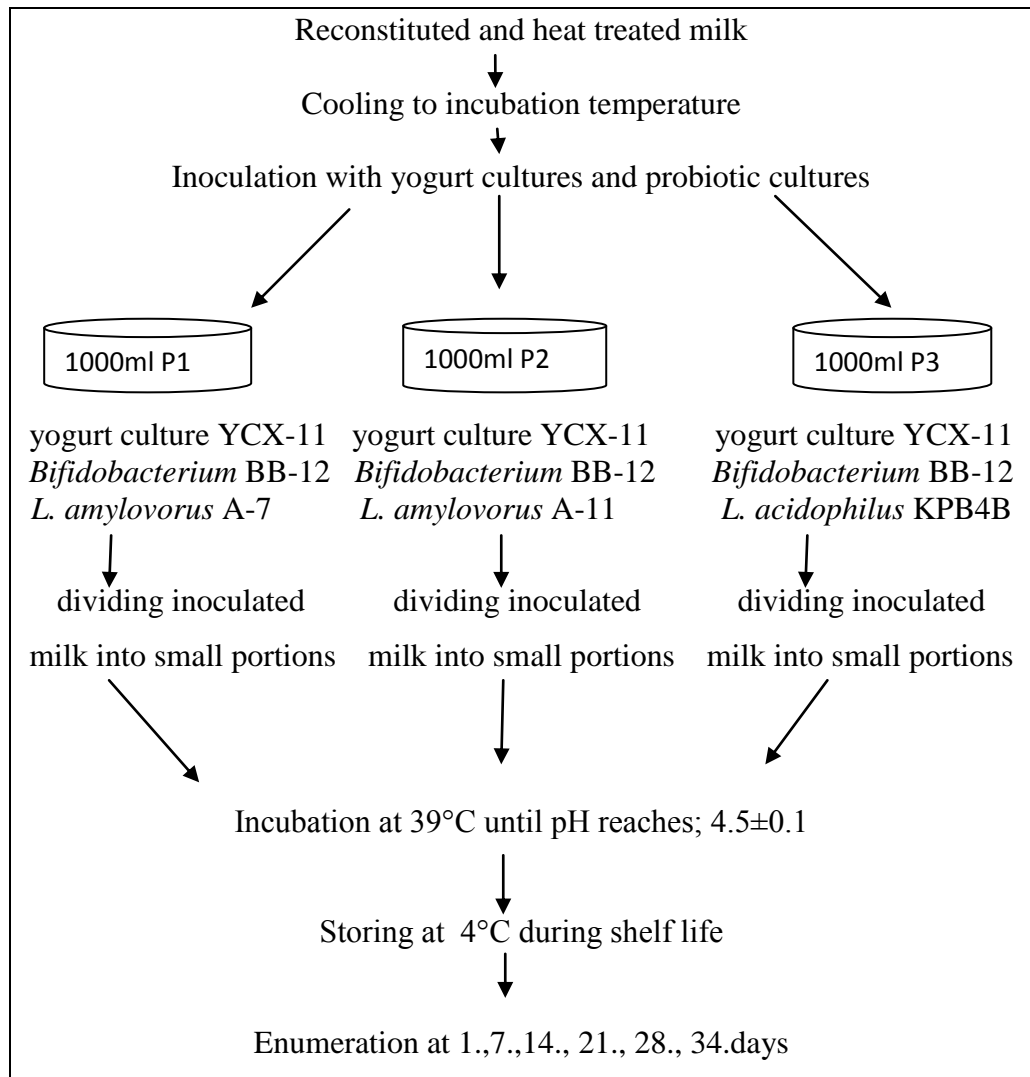 Reconstituted and heat treated milk
Cooling to incubation temperature
Inoculation with yogurt cultures and probiotic cultures
1000ml P1
1000ml P2
1000ml P3
yogurt culture YCX-11
Bifidobacterium BB-12
L. amylovorus A-7
yogurt culture YCX-11
Bifidobacterium BB-12
L. amylovorus A-11
yogurt culture YCX-11
Bifidobacterium BB-12
L. acidophilus KPB4B
dividing inoculated
milk into small portions
dividing inoculated
milk into small portions
dividing inoculated
milk into small portions
Incubation at 39°C until pH reaches; 4.5±0.1
Storing at 4°C during shelf life
Enumeration at 1.,7.,14., 21., 28., 34.days